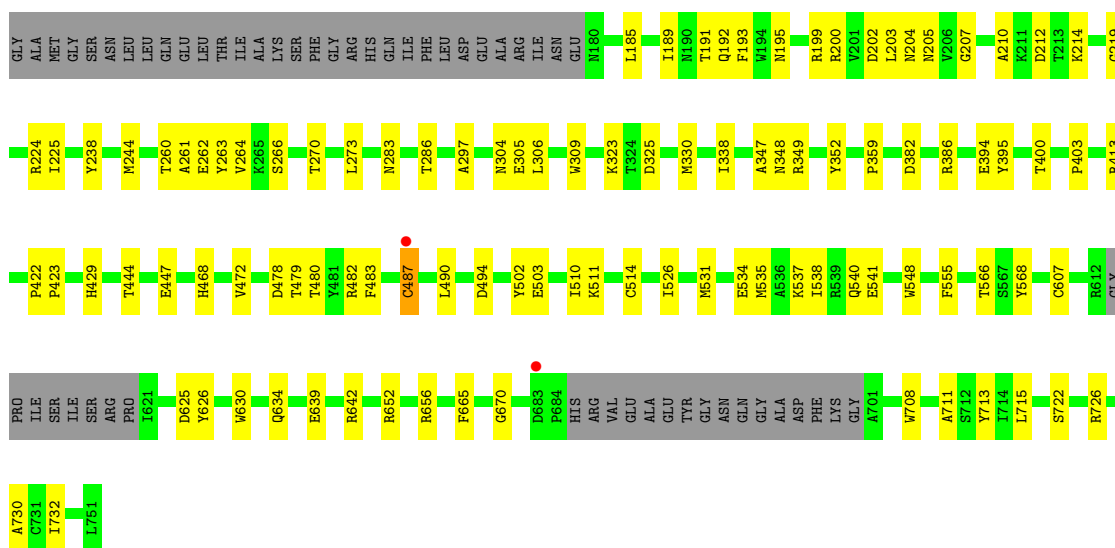 GLY ALA MET GLY SER ASN LEU LEU GLN GLU LEU THR ILE ALA LYS SER PHE GLY ARG HIS GLN ILE PHE LEU ASP GLU ALA ARG ILE ASN GLU N180 L185 I189 N190 T191 Q192 F193 W194 N195 R199 R200 V201 D202 L203 N204 N205 V206 G207 A210 K211 D212 T213 K214
R224 I225 Y238 M244 T260 A261 E262 Y263 V264 K265 S266 T270 L273 N283 T286 A297 N304 E305 L306 W309 K323 T324 D325 M330 I338 A347 N348 R349 Y352 P359 D382 R386 E394 Y395 T400 P403
P422 P423 H429 T444 E447 H468 V472 D478 T479 T480 Y481 R482 F483 C487 L490 D494 Y502 E503 I510 K511 C514 I526 M531 E534 M535 A536 K537 I538 R539 Q540 E541 W548 F555 T566 S567 Y568 C607 R612 GLY
PRO ILE SER ILE SER ARG PRO I621 D625 Y626 W630 Q634 E639 R642 R652 R656 F665 G670 D683 P684 HIS ARG VAL GLU ALA GLU TYR GLY ASN GLN GLY ALA ASP PHE LYS GLY A701 W708 A711 S712 Y713 I714 L715 S722 R726
A730 C731 I732 L751